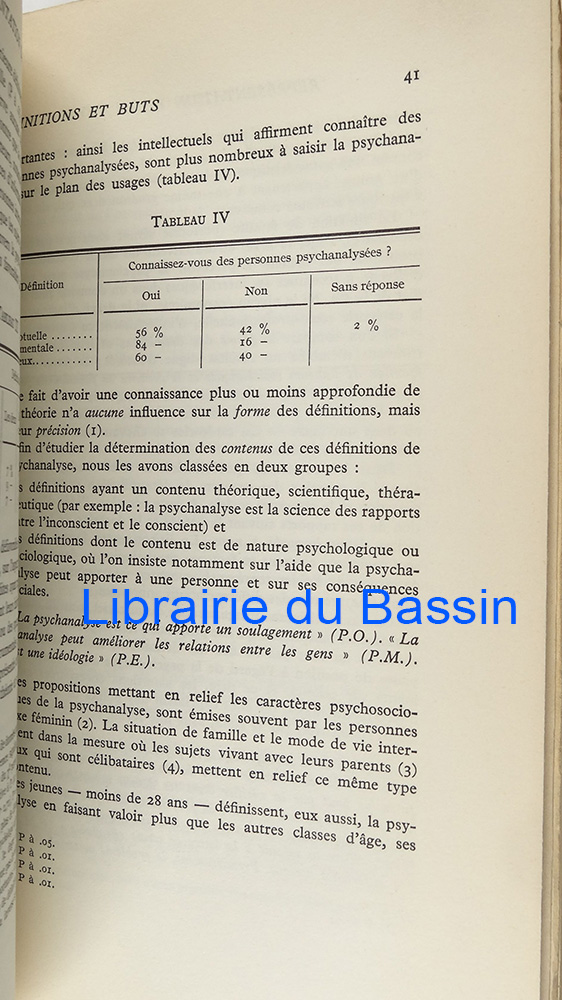 41
NITIONS ET BUTS
rtantes : ainsi les intellectuels qui affirment connaître des
nnes psychanalysées, sont plus nombreux à saisir la psychana-
sur le plan des usages (tableau IV).
TABLEAU IV
Définition
Connaissez-vous des personnes psychanalysées ?
Oui Non Sans réponse
ptuelle ........ 56 % 42 % 2 %
mentale ....... 84 – 16 –
eux............ 60 – 40 –
e fait d'avoir une connaissance plus ou moins approfondie de
théorie n'a aucune influence sur la forme des définitions, mais
ur précision (1).
fin d'étudier la détermination des contenus de ces définitions de
ychanalyse, nous les avons classées en deux groupes :
s définitions ayant un contenu théorique, scientifique, théra-
eutique (par exemple : la psychanalyse est la science des rapports
ntre l'inconscient et le conscient) et
s définitions dont le contenu est de nature psychologique ou
ciologique, où l'on insiste notamment sur l'aide que la psycha-
lyse peut apporter à une personne et sur ses conséquences
ciales.
Librairie du Bassin
La psychanalyse est ce qui apporte un soulagement » (P.O.). « La
analyse peut améliorer les relations entre les gens » (P.M.).
t une idéologie » (P.E.).
es propositions mettant en relief les caractères psychosocio-
ues de la psychanalyse, sont émises souvent par les personnes
xe féminin (2). La situation de famille et le mode de vie inter-
ent dans la mesure où les sujets vivant avec leurs parents (3)
ux qui sont célibataires (4), mettent en relief ce même type
ontenu.
es jeunes — moins de 28 ans — définissent, eux aussi, la psy-
lyse en faisant valoir plus que les autres classes d'âge, ses
P à .05.
P à .01.
P à .01.
P à .01.